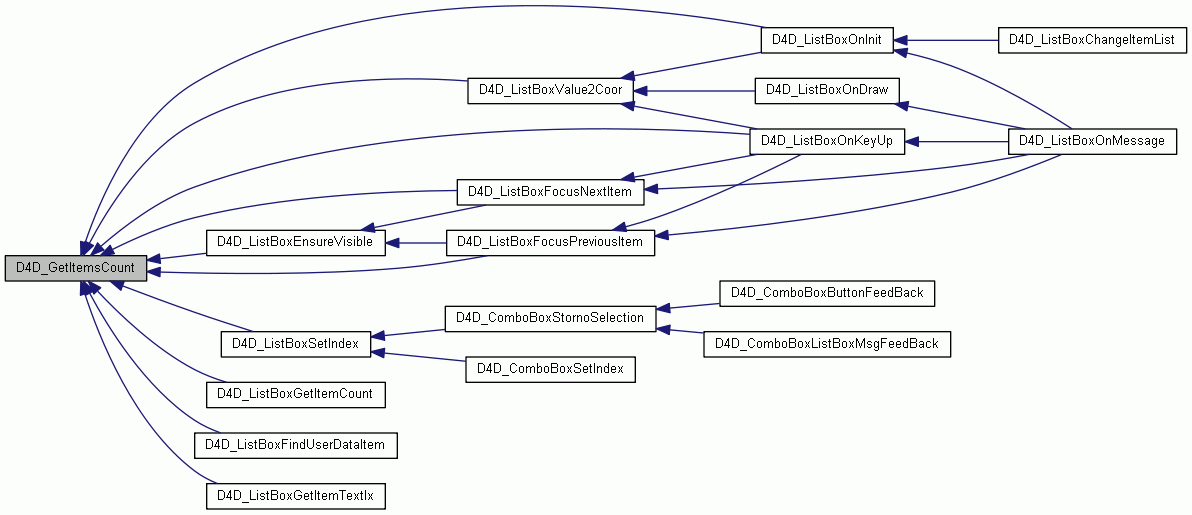 D4D_ListBoxOnInit
D4D_ListBoxChangeItemList
D4D_ListBoxValue2Coor
D4D_ListBoxOnDraw
D4D_ListBoxOnKeyUp
D4D_ListBoxOnMessage
D4D_ListBoxFocusNextItem
D4D_ListBoxEnsureVisible
D4D_ListBoxFocusPreviousItem
D4D_GetItemsCount
D4D_ComboBoxButtonFeedBack
D4D_ComboBoxStornoSelection
D4D_ListBoxSetIndex
D4D_ComboBoxListBoxMsgFeedBack
D4D_ComboBoxSetIndex
D4D_ListBoxGetItemCount
D4D_ListBoxFindUserDataItem
D4D_ListBoxGetItemTextIx